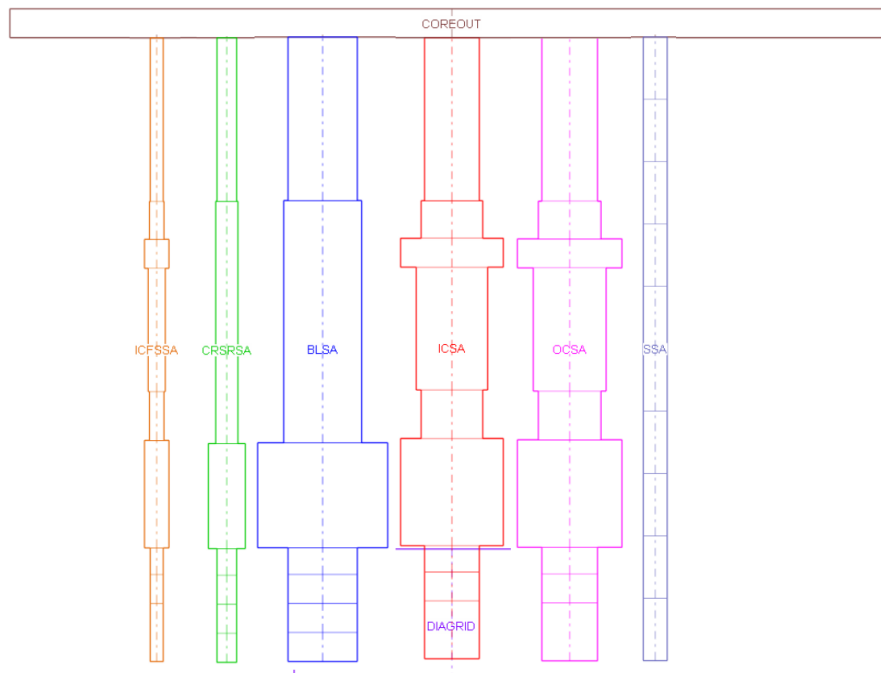 COREOUT
ICFSSA
CRSRSA
BLSA
ICSA
OCSA
SSA
DIAGRID